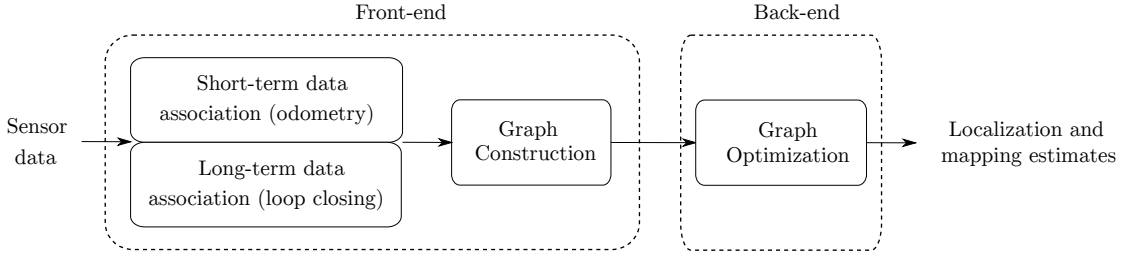 Front-end
Back-end
Sensor
data
Short-term data
association (odometry)
Long-term data
association (loop closing)
Graph
Construction
Graph
Optimization
Localization and
mapping estimates